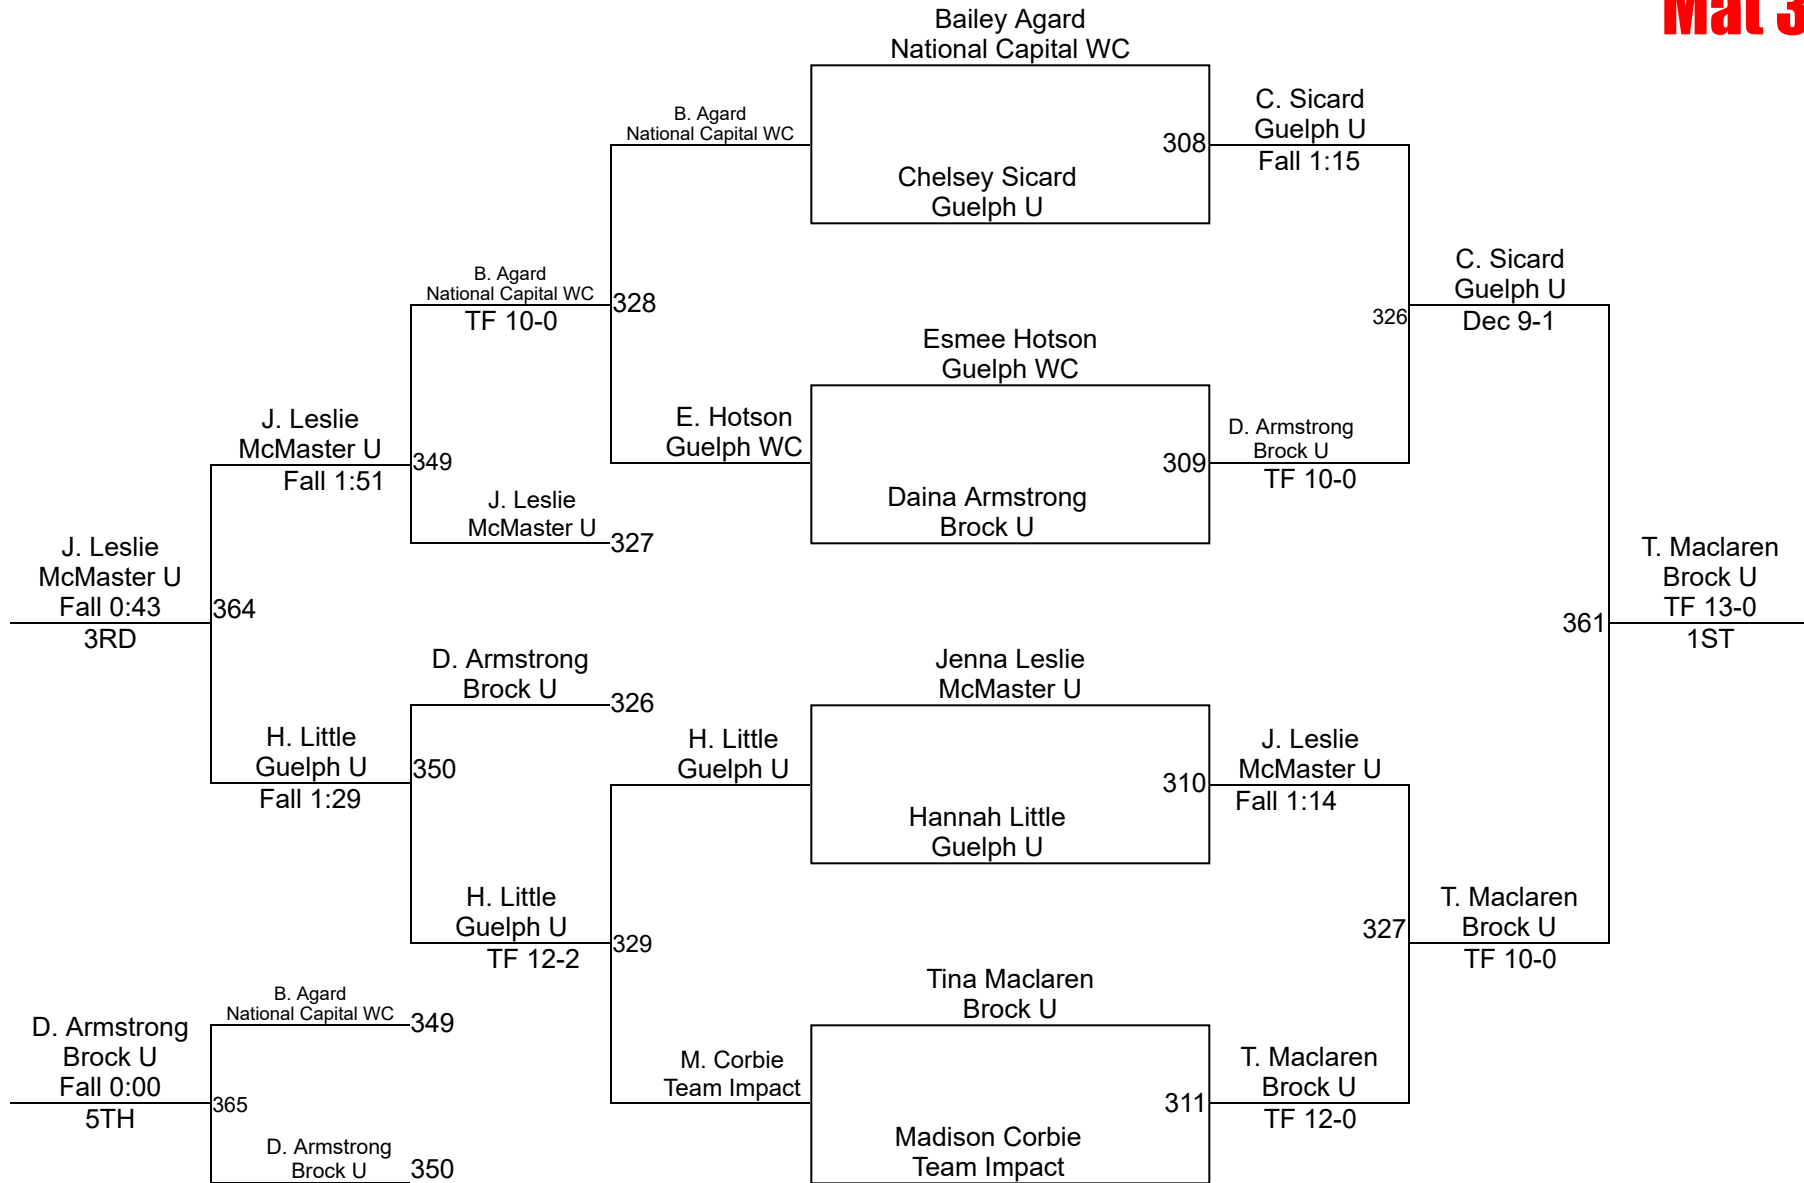 Mat 3
Bailey Agard
National Capital WC
B. Agard
National Capital WC
308
C. Sicard
Guelph U
Fall 1:15
Chelsey Sicard
Guelph U
B. Agard
National Capital WC
TF 10-0
328
C. Sicard
Guelph U
Dec 9-1
326
Esmee Hotson
Guelph WC
J. Leslie
McMaster U
Fall 1:51
349
E. Hotson
Guelph WC
309
D. Armstrong
Brock U
TF 10-0
J. Leslie
McMaster U
327
Daina Armstrong
Brock U
J. Leslie
McMaster U
Fall 0:43
3RD
364
T. Maclaren
Brock U
TF 13-0
1ST
361
D. Armstrong
Brock U
326
Jenna Leslie
McMaster U
H. Little
Guelph U
Fall 1:29
350
H. Little
Guelph U
310
J. Leslie
McMaster U
Fall 1:14
Hannah Little
Guelph U
H. Little
Guelph U
TF 12-2
329
327
T. Maclaren
Brock U
TF 10-0
Tina Maclaren
Brock U
B. Agard
National Capital WC
349
D. Armstrong
Brock U
Fall 0:00
5TH
365
M. Corbie
Team Impact
311
T. Maclaren
Brock U
TF 12-0
D. Armstrong
Brock U
350
Madison Corbie
Team Impact